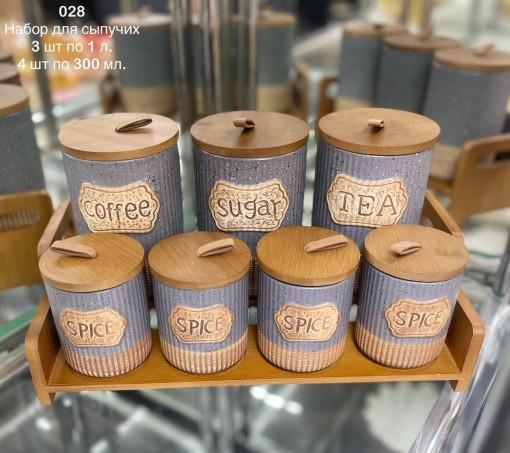 028
Набор для сыпучих
3 шт по 1 л.
4 шт по 300 мл.
coffee
sugar
TEA
SPICE
SPICE
SPICE
SPICE